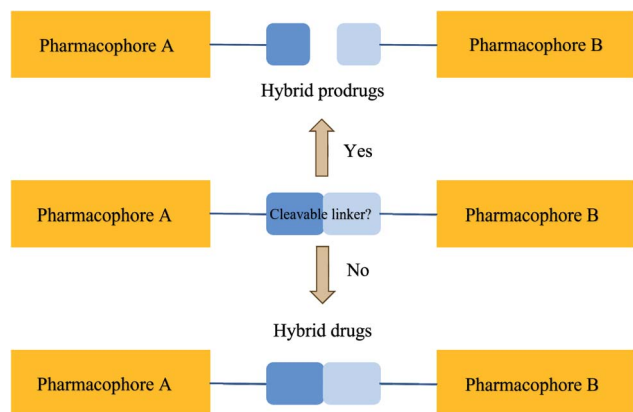 Pharmacophore A
Pharmacophore B
Hybrid prodrugs
Yes
Pharmacophore A
Cleavable linker?
Pharmacophore B
No
Hybrid drugs
Pharmacophore A
Pharmacophore B